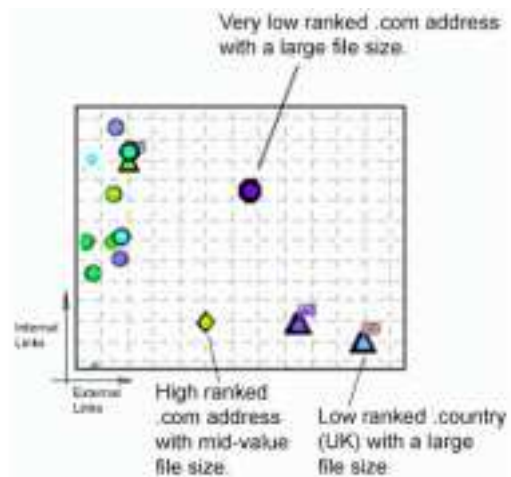 Very low ranked .com address
with a large file size.
Internal
Links
External
Links
High ranked
.com address
with mid-value
file size.
Low ranked .country
(UK) with a large
file size